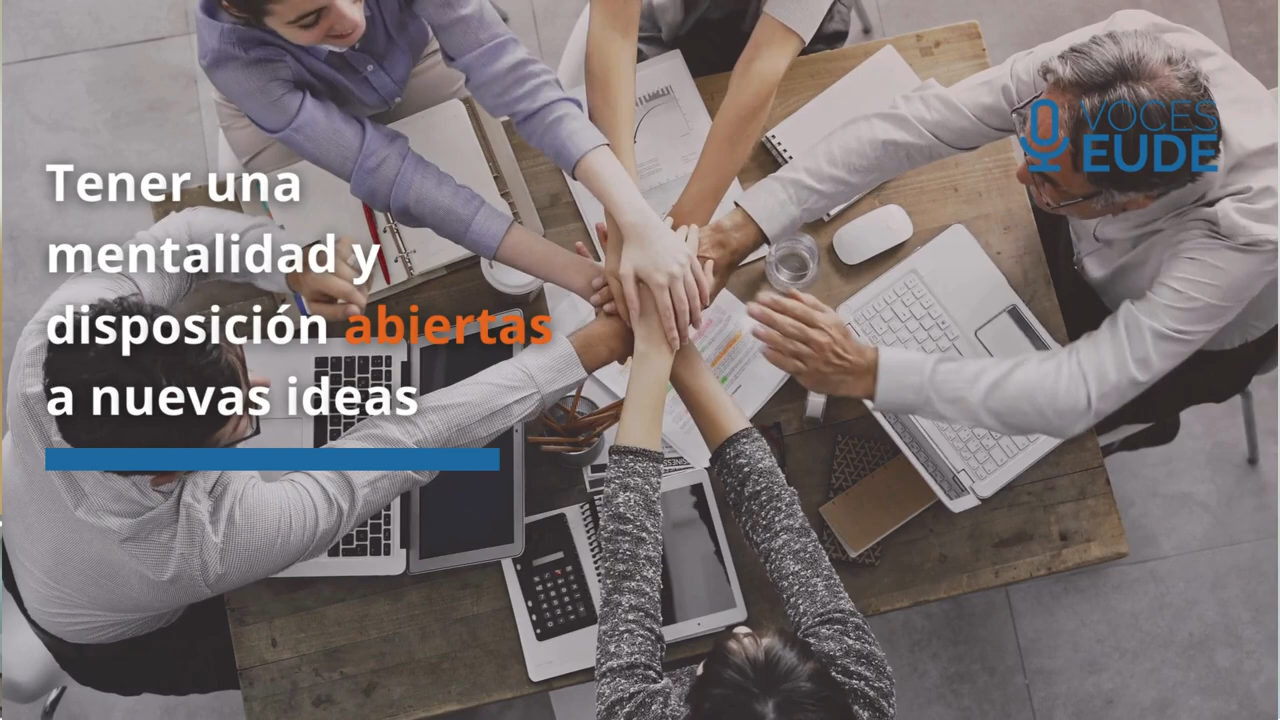 Tener una
mentalidad y
disposición abiertas
a nuevas ideas
VOCES
EUDE